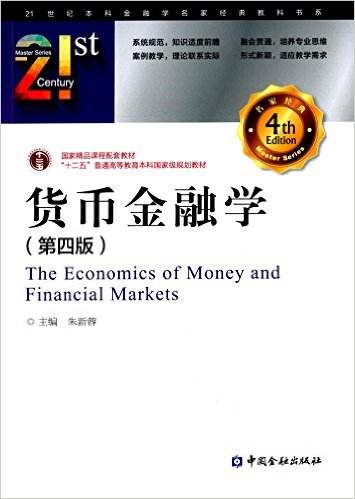 21世纪本科金融学名家经典教科书系
21st
Master Series
Century
系统规范，知识适度前瞻
融会贯通，培养专业思维
案例教学，理论联系实际
形式新颖，适应教学需求
名家经典
4th
Edition
Master Series
国家精品课程配套教材
"十二五"普通高等教育本科国家级规划教材
货币金融学
（第四版）
The Economics of Money and
Financial Markets
◎ 主编 朱新蓉
中国金融出版社